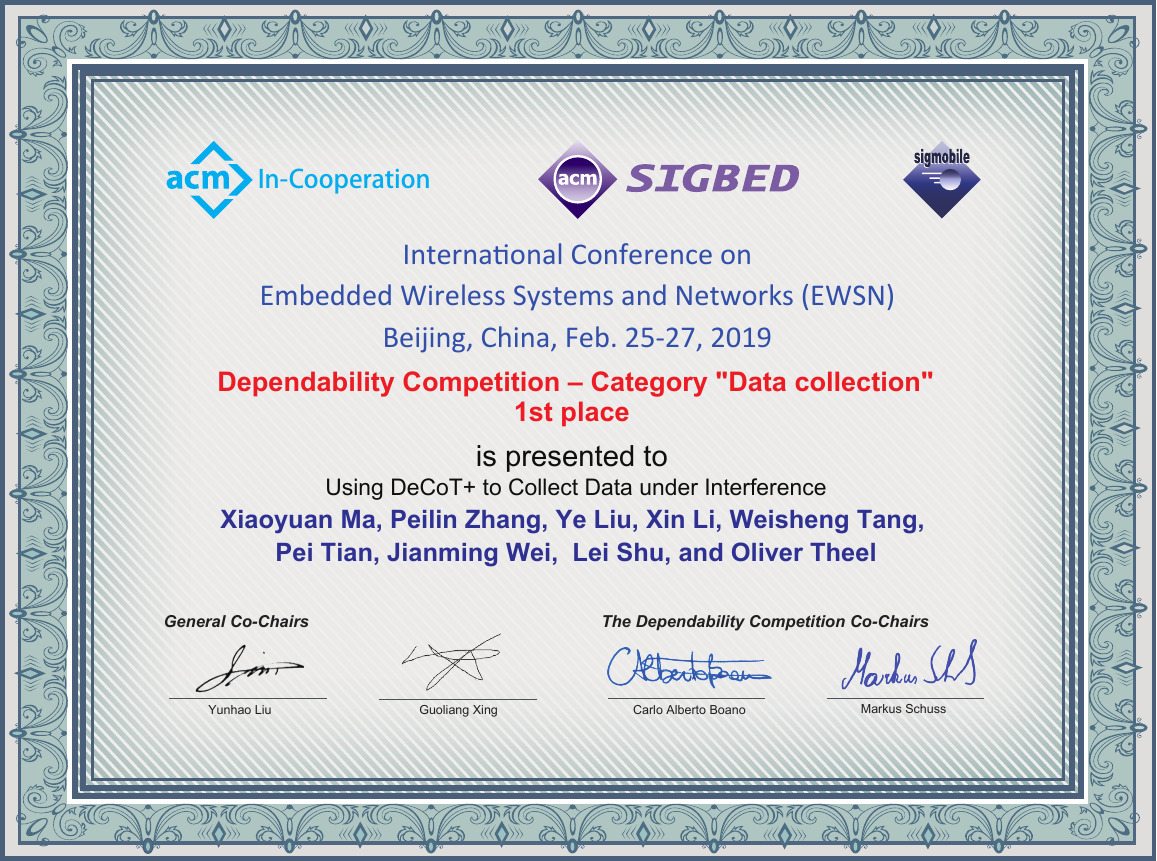 acm In-Cooperation
acm SIGBED
sigmobile
International Conference on
Embedded Wireless Systems and Networks (EWSN)
Beijing, China, Feb. 25-27, 2019
Dependability Competition – Category "Data collection"
1st place
is presented to
Using DeCoT+ to Collect Data under Interference
Xiaoyuan Ma, Peilin Zhang, Ye Liu, Xin Li, Weisheng Tang,
Pei Tian, Jianming Wei, Lei Shu, and Oliver Theel
General Co-Chairs
The Dependability Competition Co-Chairs
Yunhao Liu
Guoliang Xing
Carlo Alberto Boano
Markus Schuss